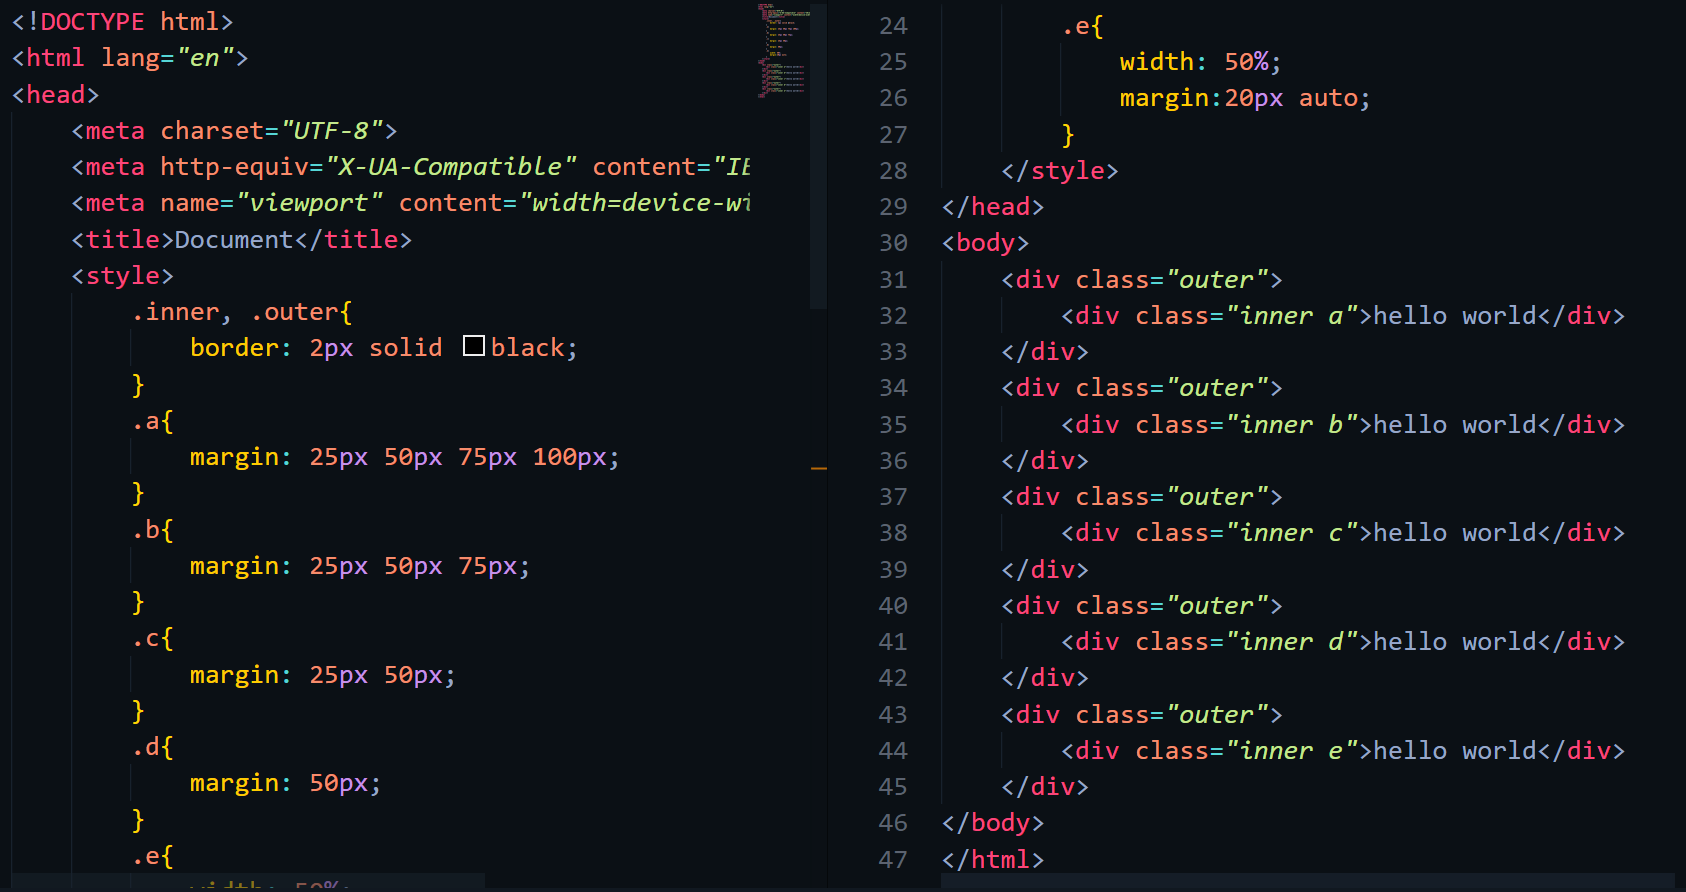 <!DOCTYPE html>
<html lang="en">
<head>
    <meta charset="UTF-8">
    <meta http-equiv="X-UA-Compatible" content="IE
    <meta name="viewport" content="width=device-wi
    <title>Document</title>
    <style>
        .inner, .outer{
            border: 2px solid black;
        }
        .a{
            margin: 25px 50px 75px 100px;
        }
        .b{
            margin: 25px 50px 75px;
        }
        .c{
            margin: 25px 50px;
        }
        .d{
            margin: 50px;
        }
        .e{
            width: 50%;
24         .e{
25             width: 50%;
26             margin:20px auto;
27         }
28     </style>
29 </head>
30 <body>
31     <div class="outer">
32         <div class="inner a">hello world</div>
33     </div>
34     <div class="outer">
35         <div class="inner b">hello world</div>
36     </div>
37     <div class="outer">
38         <div class="inner c">hello world</div>
39     </div>
40     <div class="outer">
41         <div class="inner d">hello world</div>
42     </div>
43     <div class="outer">
44         <div class="inner e">hello world</div>
45     </div>
46 </body>
47 </html>